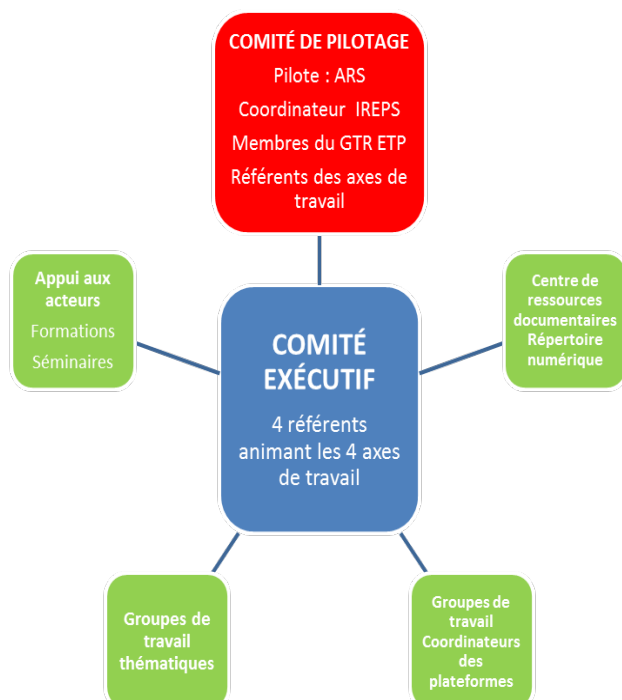 COMITÉ DE PILOTAGE
Pilote : ARS
Coordinateur IREPS
Membres du GTR ETP
Référents des axes de
travail
Appui aux
acteurs
Formations
Séminaires
Centre de
ressources
documentaires
Répertoire
numérique
COMITÉ
EXÉCUTIF
4 référents
animant les 4 axes
de travail
Groupes de
travail
thématiques
Groupes de
travail
Coordinateurs
des
plateformes